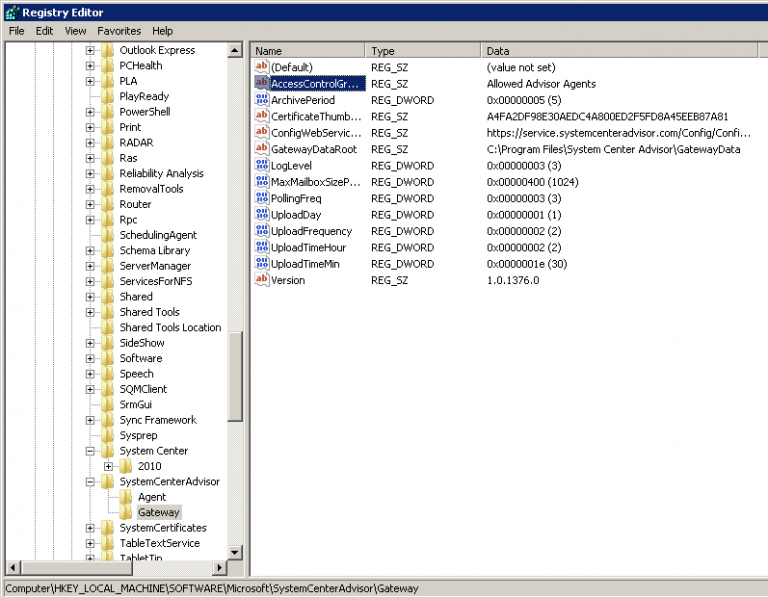 Registry Editor
File Edit View Favorites Help
Outlook Express
PCHealth
PLA
PlayReady
PowerShell
Print
RADAR
Ras
Reliability Analysis
RemovalTools
Router
Rpc
SchedulingAgent
Schema Library
ServerManager
ServicesForNFS
Shared
Shared Tools
Shared Tools Location
SideShow
Software
Speech
SQMClient
SrmGui
Sync Framework
Sysprep
System Center
2010
SystemCenterAdvisor
Agent
Gateway
SystemCertificates
TableTextService
TabletTip
Name Type Data
(Default) REG_SZ (value not set)
AccessControlGr... REG_SZ Allowed Advisor Agents
ArchivePeriod REG_DWORD 0x00000005 (5)
CertificateThumb... REG_SZ A4FA2DF98E30AEDC4A800ED2F5FD8A45EEB87A81
ConfigWebServic... REG_SZ https://service.systemcenteradvisor.com/Config/Confi...
GatewayDataRoot REG_SZ C:\Program Files\System Center Advisor\GatewayData
LogLevel REG_DWORD 0x00000003 (3)
MaxMailboxSizeP... REG_DWORD 0x00000400 (1024)
PollingFreq REG_DWORD 0x00000003 (3)
UploadDay REG_DWORD 0x00000001 (1)
UploadFrequency REG_DWORD 0x00000002 (2)
UploadTimeHour REG_DWORD 0x00000002 (2)
UploadTimeMin REG_DWORD 0x0000001e (30)
Version REG_SZ 1.0.1376.0
Computer\HKEY_LOCAL_MACHINE\SOFTWARE\Microsoft\SystemCenterAdvisor\Gateway